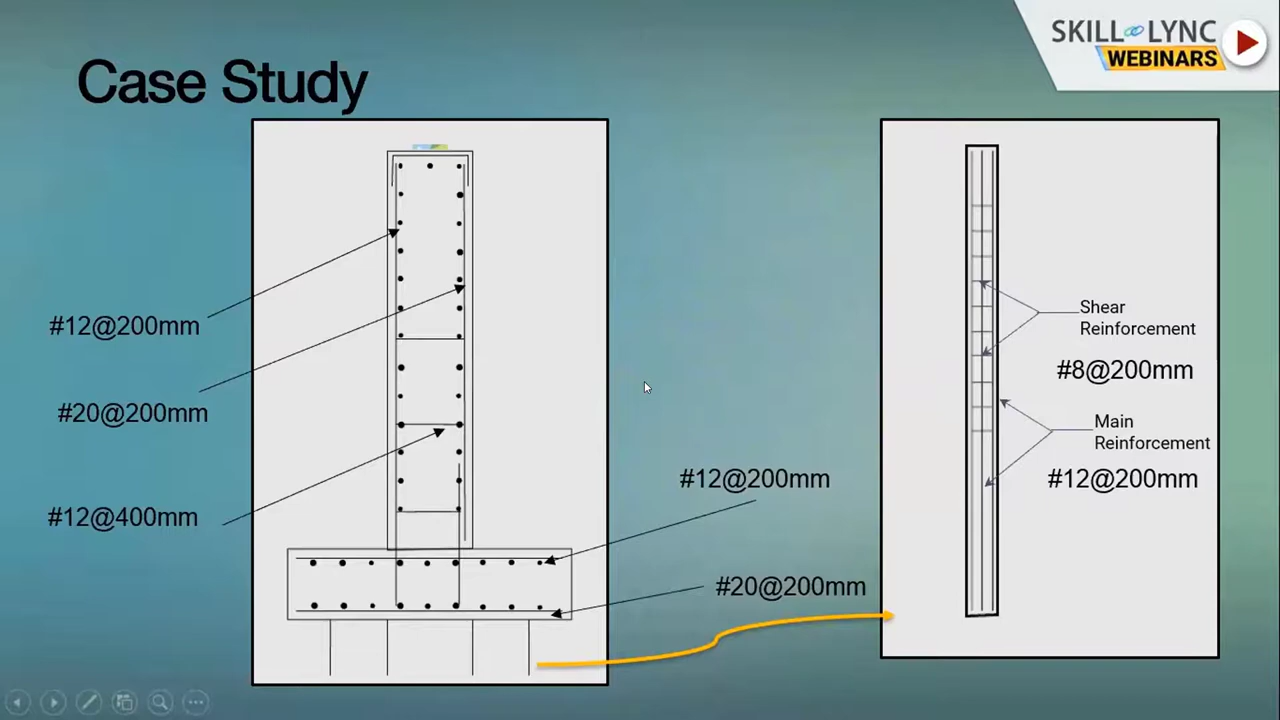 SKILL LYNC
WEBINARS
Case Study
#12@200mm
#20@200mm
#12@400mm
#12@200mm
#20@200mm
Shear
Reinforcement
#8@200mm
Main
Reinforcement
#12@200mm